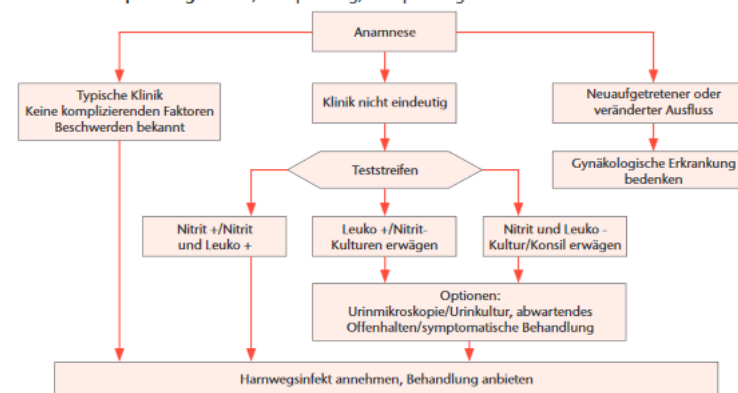 Anamnese
Typische Klinik
Keine komplizierenden Faktoren
Beschwerden bekannt
Klinik nicht eindeutig
Neuaufgetretener oder
veränderter Ausfluss
Gynäkologische Erkrankung
bedenken
Teststreifen
Nitrit +/Nitrit
und Leuko +
Leuko +/Nitrit-
Kulturen erwägen
Nitrit und Leuko -
Kultur/Konsil erwägen
Optionen:
Urinmikroskopie/Urinkultur, abwartendes
Offenhalten/symptomatische Behandlung
Harnwegsinfekt annehmen, Behandlung anbieten